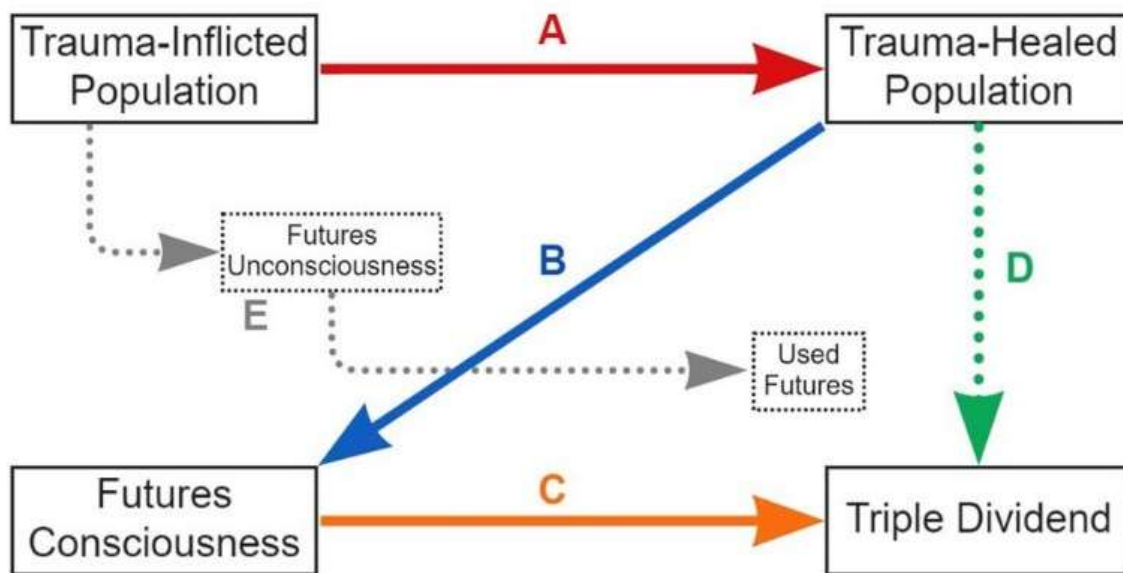 Trauma-Inflicted
Population
A
Trauma-Healed
Population
Futures
Unconsciousness
E
B
D
Used
Futures
Futures
Consciousness
C
Triple Dividend